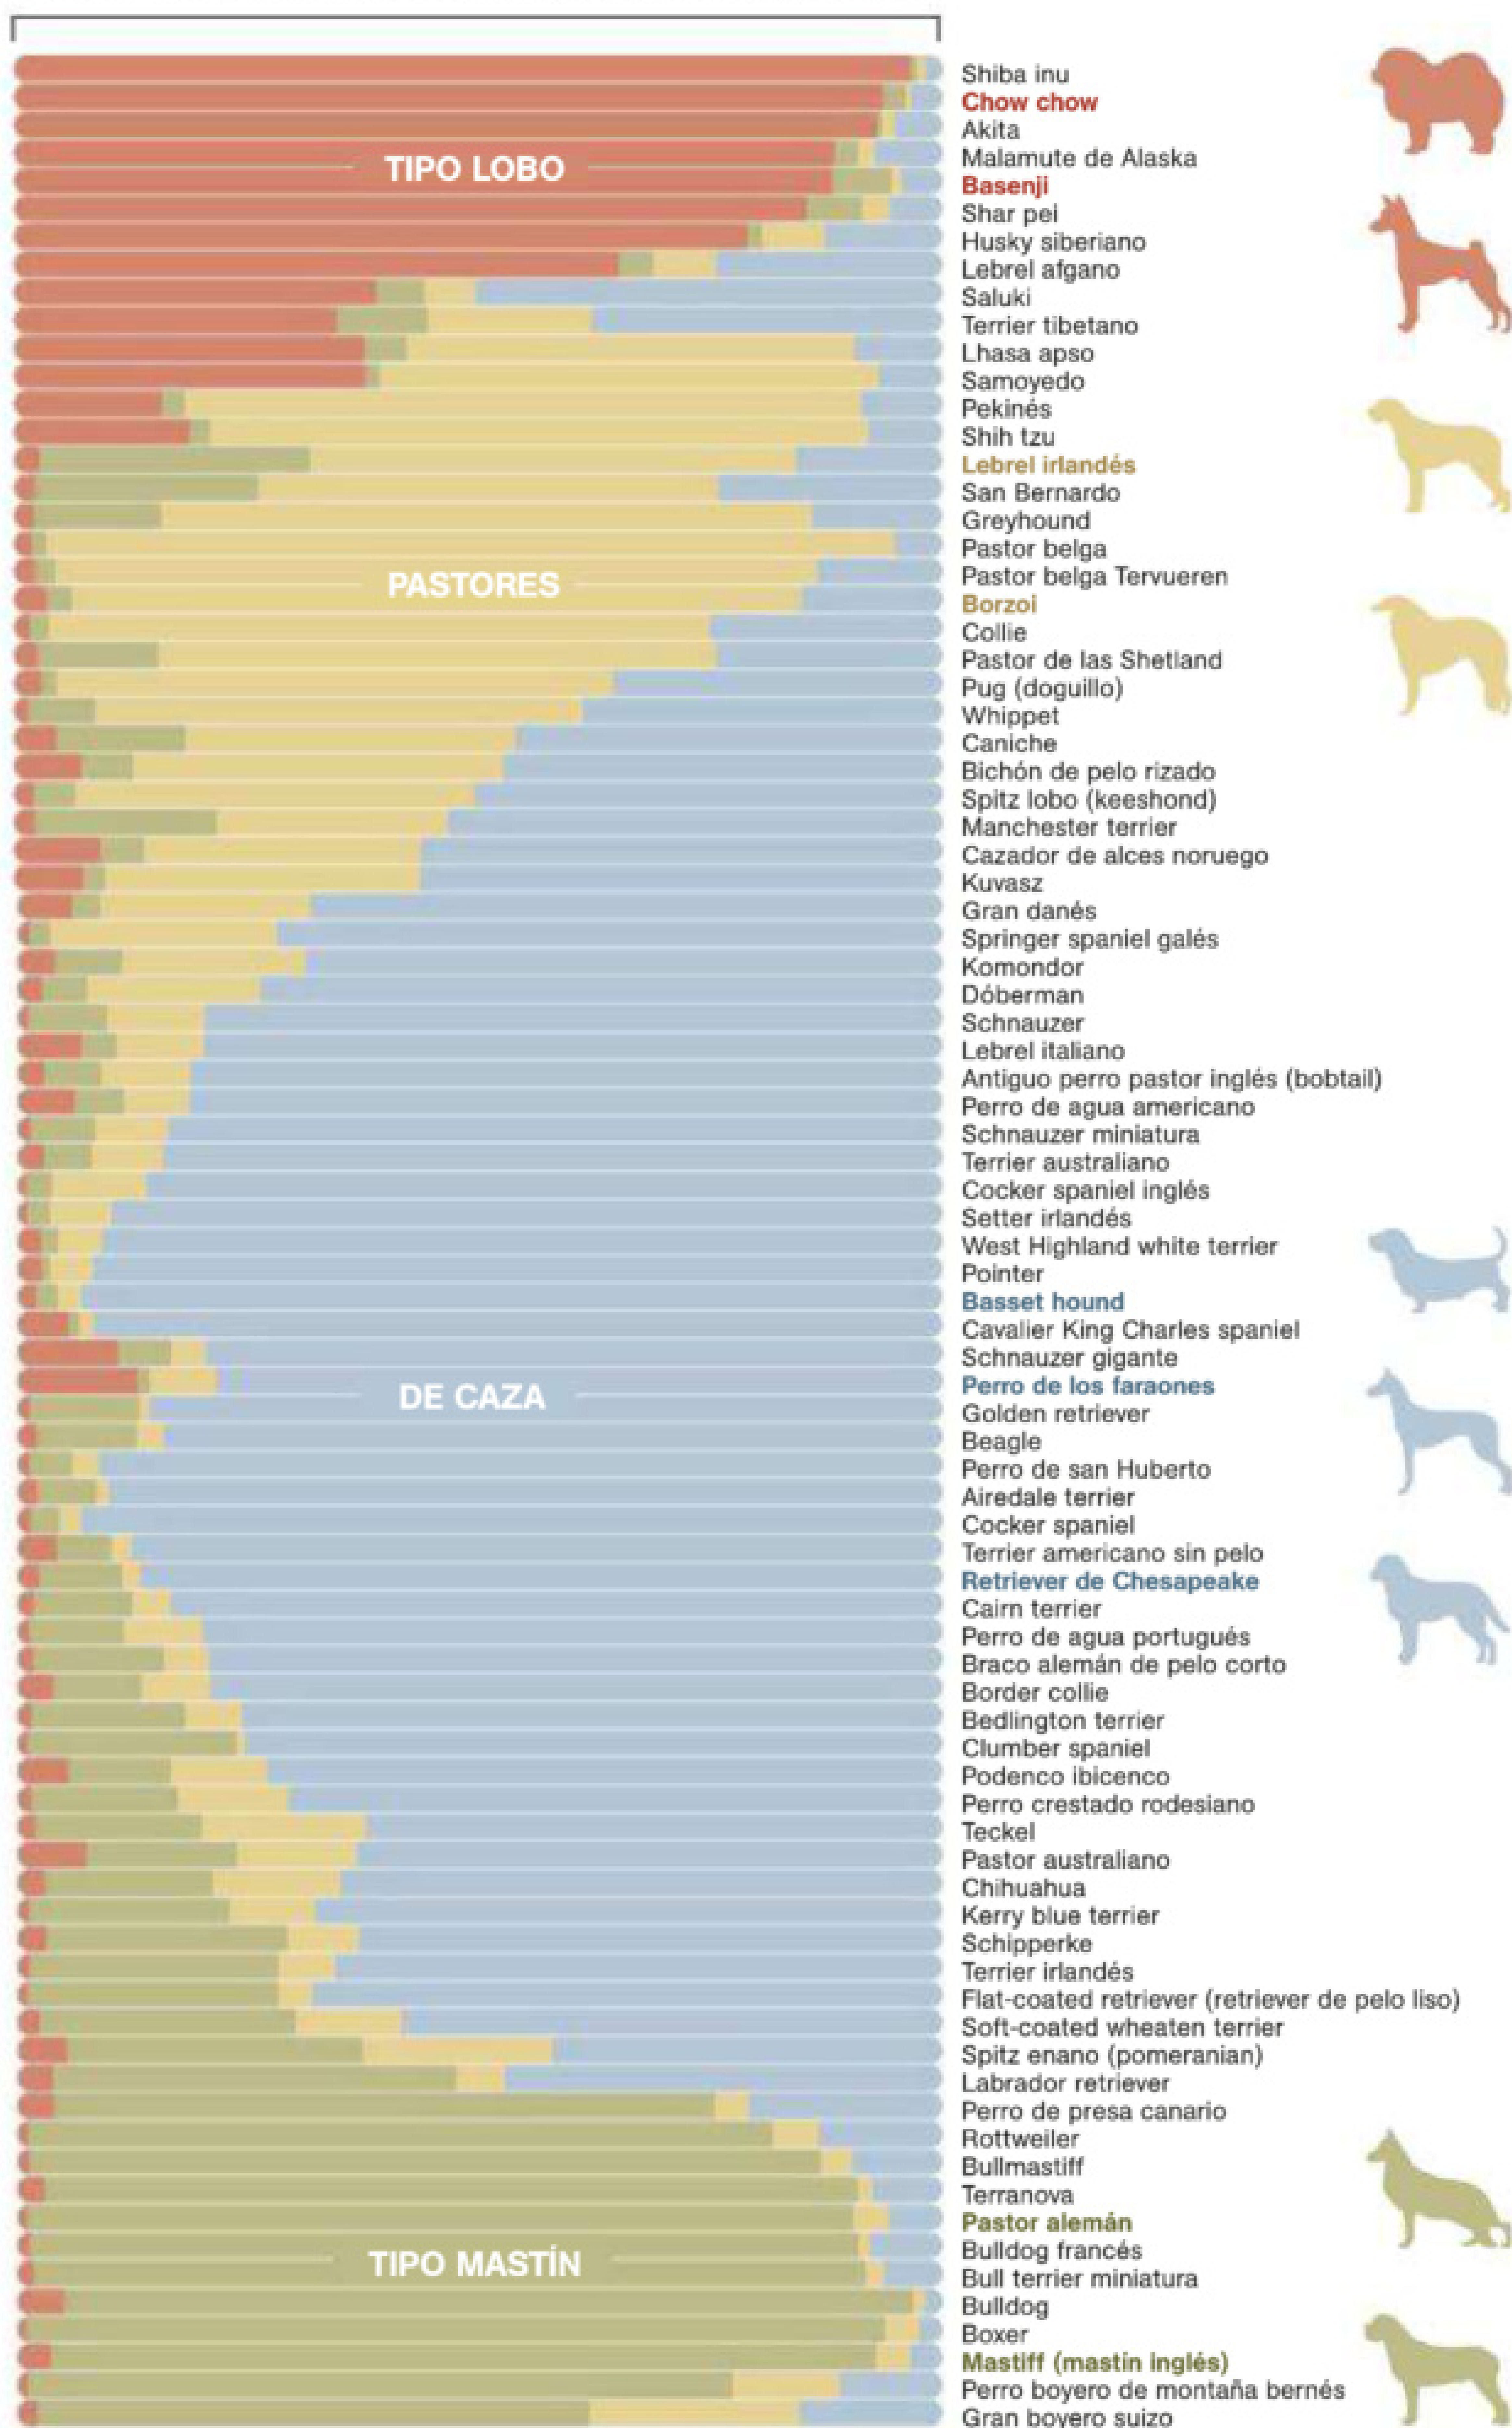 Shiba inu
Chow chow
Akita
Malamute de Alaska
TIPO LOBO
Basenji
Shar pei
Husky siberiano
Lebrel afgano
Saluki
Terrier tibetano
Lhasa apso
Samoyedo
Pekinés
Shih tzu
Lebrel irlandés
San Bernardo
Greyhound
Pastor belga
Pastor belga Tervueren
PASTORES
Borzoi
Collie
Pastor de las Shetland
Pug (doguillo)
Whippet
Caniche
Bichón de pelo rizado
Spitz lobo (keeshond)
Manchester terrier
Cazador de alces noruego
Kuvasz
Gran danés
Springer spaniel galés
Komondor
Dóberman
Schnauzer
Lebrel italiano
Antiguo perro pastor inglés (bobtail)
Perro de agua americano
Schnauzer miniatura
Terrier australiano
Cocker spaniel inglés
Setter irlandés
West Highland white terrier
Pointer
Basset hound
Cavalier King Charles spaniel
Schnauzer gigante
Perro de los faraones
DE CAZA
Golden retriever
Beagle
Perro de san Huberto
Airedale terrier
Cocker spaniel
Terrier americano sin pelo
Retriever de Chesapeake
Cairn terrier
Perro de agua portugués
Braco alemán de pelo corto
Border collie
Bedlington terrier
Clumber spaniel
Podenco ibicenco
Perro crestado rodesiano
Teckel
Pastor australiano
Chihuahua
Kerry blue terrier
Schipperke
Terrier irlandés
Flat-coated retriever (retriever de pelo liso)
Soft-coated wheaten terrier
Spitz enano (pomeranian)
Labrador retriever
Perro de presa canario
Rottweiler
Bullmastiff
Terranova
Pastor alemán
Bulldog francés
TIPO MASTÍN
Bull terrier miniatura
Bulldog
Boxer
Mastiff (mastín inglés)
Perro boyero de montaña bernés
Gran boyero suizo